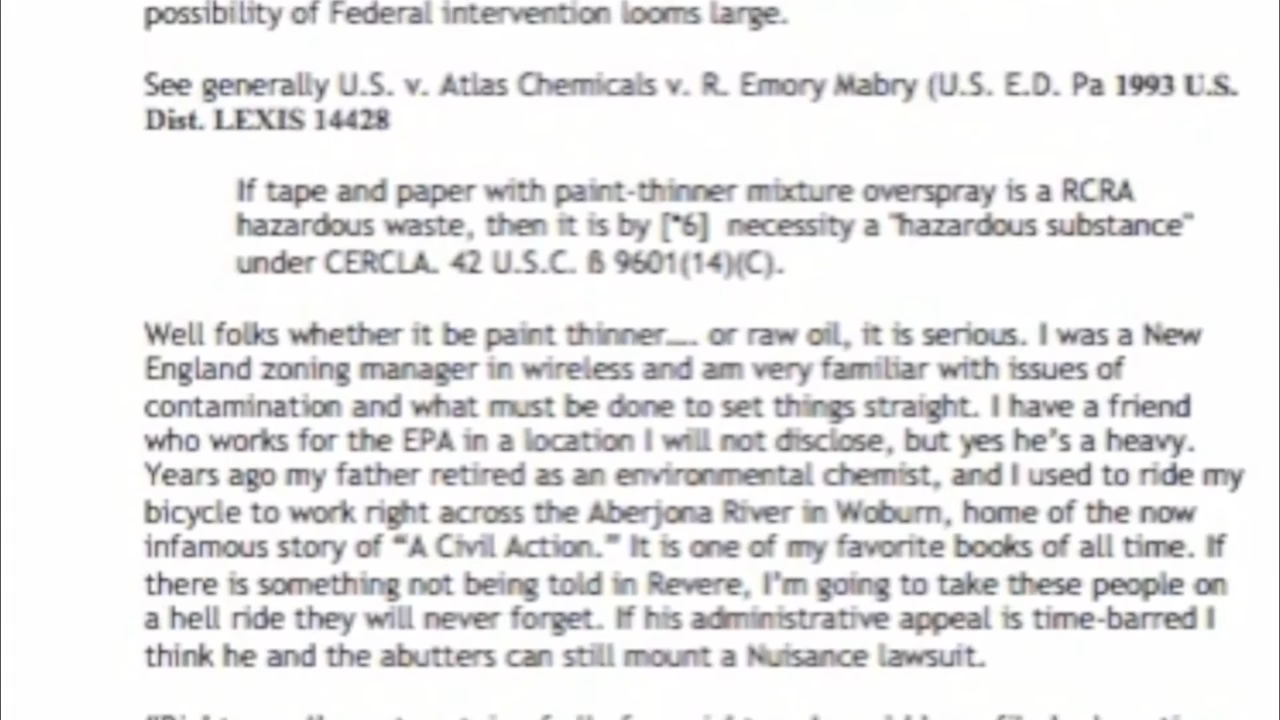 possibility of Federal intervention looms large.
See generally U.S. v. Atlas Chemicals v. R. Emory Mabry (U.S. E.D. Pa 1993 U.S.
Dist. LEXIS 14428
If tape and paper with paint-thinner mixture overspray is a RCRA
hazardous waste, then it is by [*6] necessity a "hazardous substance"
under CERCLA. 42 U.S.C. ß 9601(14)(C).
Well folks whether it be paint thinner.... or raw oil, it is serious. I was a New
England zoning manager in wireless and am very familiar with issues of
contamination and what must be done to set things straight. I have a friend
who works for the EPA in a location I will not disclose, but yes he's a heavy.
Years ago my father retired as an environmental chemist, and I used to ride my
bicycle to work right across the Aberjona River in Woburn, home of the now
infamous story of “A Civil Action.” It is one of my favorite books of all time. If
there is something not being told in Revere, I'm going to take these people on
a hell ride they will never forget. If his administrative appeal is time-barred I
think he and the abutters can still mount a Nuisance lawsuit.